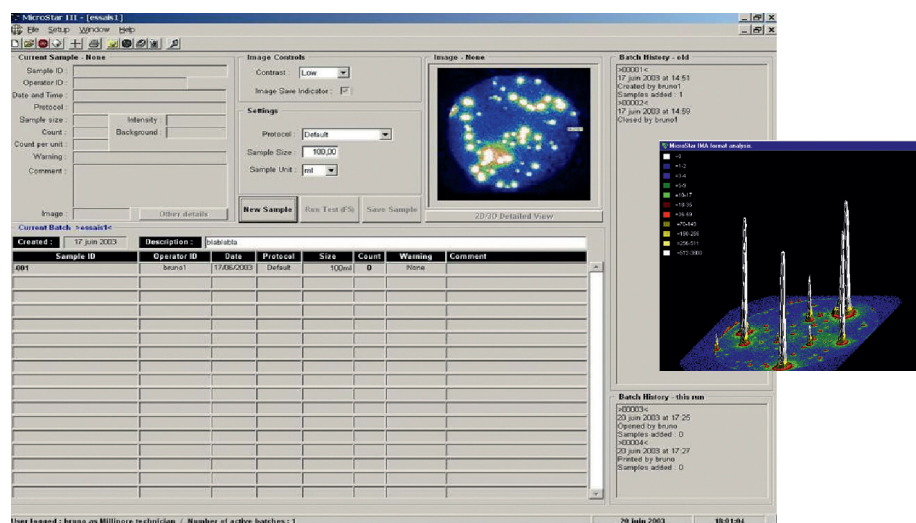 MicroStar III - [essais1]
File Setup Window Help
Current Sample - None
Sample ID :
Operator ID :
Date and Time :
Protocol :
Sample size :
Intensity :
Count :
Background :
Count per unit :
Warning :
Comment :
Image :
Other details
Image Controls
Contrast : Low
Image Save Indicator :
Settings
Protocol : Default
Sample Size : 100,00
Sample Unit : ml
New Sample Run Test (F5) Save Sample
Image - None
2D/3D Detailed View
Batch History - old
>00001<
17 juin 2003 at 14:51
Created by bruno1
Samples added : 1
>00002<
17 juin 2003 at 14:59
Closed by bruno1
MicroStar IMA format analysis
Current Batch >essais1<
Created : 17 juin 2003 Description : blablabla
Sample ID Operator ID Date Protocol Size Count Warning Comment
001 bruno1 17/06/2003 Default 100ml 0 None
Batch History - this run
>00003<
20 juin 2003 at 17:25
Opened by bruno
Samples added : 0
>00004<
20 juin 2003 at 17:27
Printed by bruno
Samples added : 0
User logged : bruno as Millipore technician / Number of active batches : 1
20 juin 2003 18:01:04